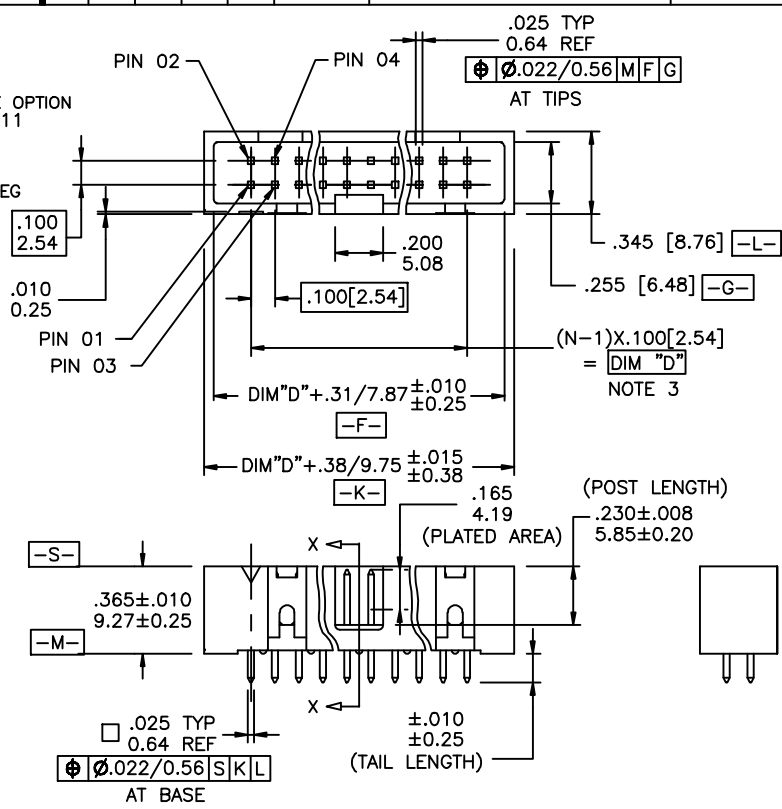 .025 TYP
0.64 REF
⌖ Ø.022/0.56 M F G
AT TIPS
PIN 02
PIN 04
OPTION
11
EG
.100
2.54
.010
0.25
.200
5.08
.100[2.54]
.345 [8.76] -L-
.255 [6.48] -G-
PIN 01
PIN 03
(N-1)X.100[2.54]
= DIM "D"
NOTE 3
DIM"D"+.31/7.87 ±.010
±0.25
-F-
DIM"D"+.38/9.75 ±.015
±0.38
-K-
.165
4.19
(PLATED AREA)
(POST LENGTH)
.230±.008
5.85±0.20
X
-S-
.365±.010
9.27±0.25
-M-
X
□ .025 TYP
0.64 REF
⌖ Ø.022/0.56 S K L
AT BASE
±.010
±0.25
(TAIL LENGTH)